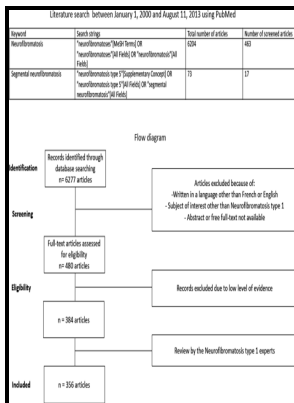 Literature search between January 1, 2000 and August 11, 2013 using PubMed
Keyword Search strings Total number of articles Number of screened articles
Neurofibromatosis "neurofibromatoses"[MeSH Terms] OR 6204 463
"neurofibromatoses"[All Fields] OR "neurofibromatosis"[All
Fields]
Segmental neurofibromatosis "neurofibromatosis type 5"[Supplementary Concept] OR 73 17
"neurofibromatosis type 5"[All Fields] OR "segmental
neurofibromatosis"[All Fields]
Flow diagram
Identification
Records identified through
database searching
n= 6277 articles
Articles excluded because of:
-Written in a language other than French or English
- Subject of interest other than Neurofibromatosis type 1
- Abstract or free full-text not available
Screening
Full-text articles assessed
for eligibility
n= 480 articles
Eligibility
Records excluded due to low level of evidence
n = 384 articles
Review by the Neurofibromatosis type 1 experts
Included
n = 356 articles